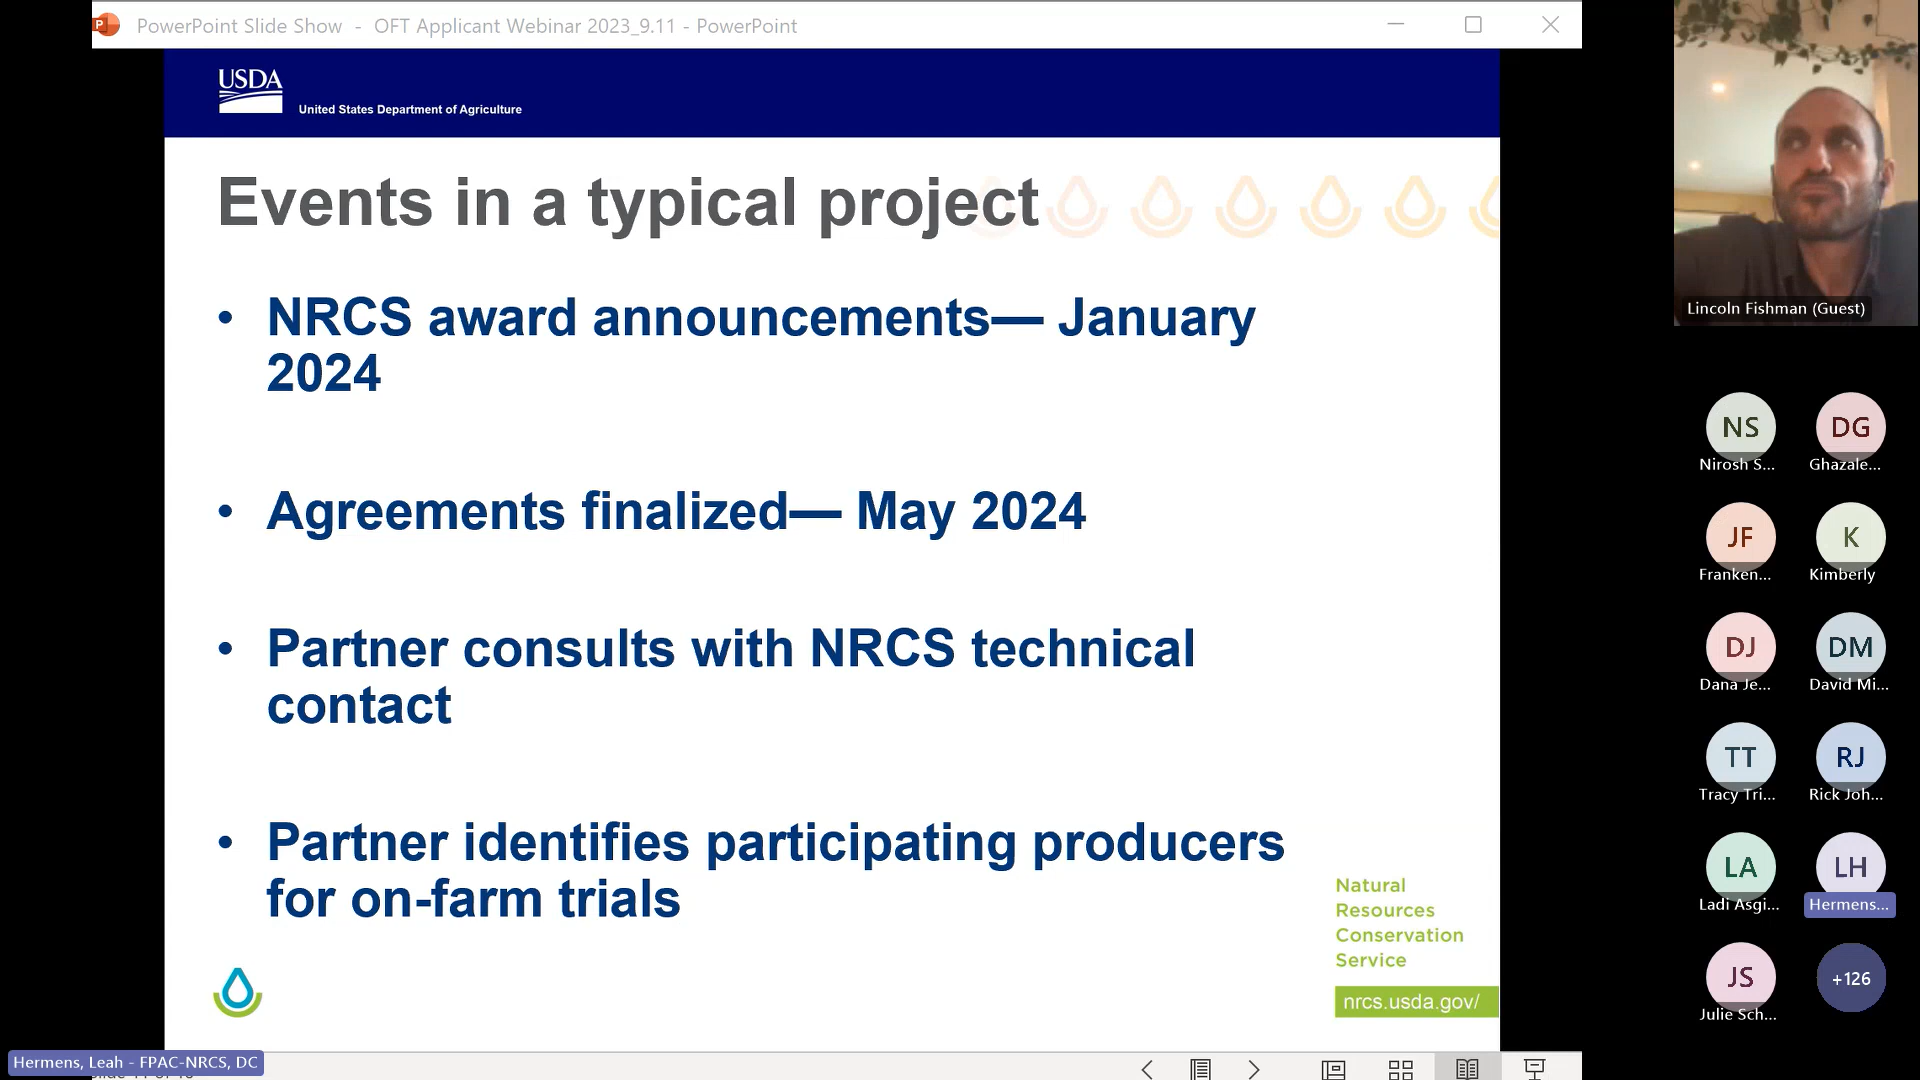 PowerPoint Slide Show - OFT Applicant Webinar 2023_9.11 - PowerPoint
USDA
United States Department of Agriculture
Events in a typical project
• NRCS award announcements— January
2024
• Agreements finalized— May 2024
• Partner consults with NRCS technical
contact
• Partner identifies participating producers
for on-farm trials
Natural
Resources
Conservation
Service
nrcs.usda.gov/
Hermens, Leah - FPAC-NRCS, DC
Lincoln Fishman (Guest)
NS
Nirosh S...
DG
Ghazale...
JF
Franken...
K
Kimberly
DJ
Dana Je...
DM
David Mi...
TT
Tracy Tri...
RJ
Rick Joh...
LA
Ladi Asgi...
LH
Hermens...
JS
Julie Sch...
+126